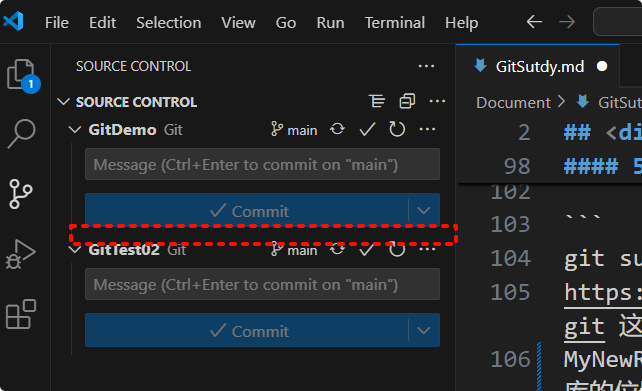 File Edit Selection View Go Run Terminal Help
1
SOURCE CONTROL
SOURCE CONTROL
GitDemo Git main
Message (Ctrl+Enter to commit on "main")
Commit
GitTest02 Git main
Message (Ctrl+Enter to commit on "main")
Commit
GitSutdy.md
Document > GitSut
2 ## <di
98 #### 5
102
103 ```
104 git su
105 https:
git 这
106 MyNewR
库的位